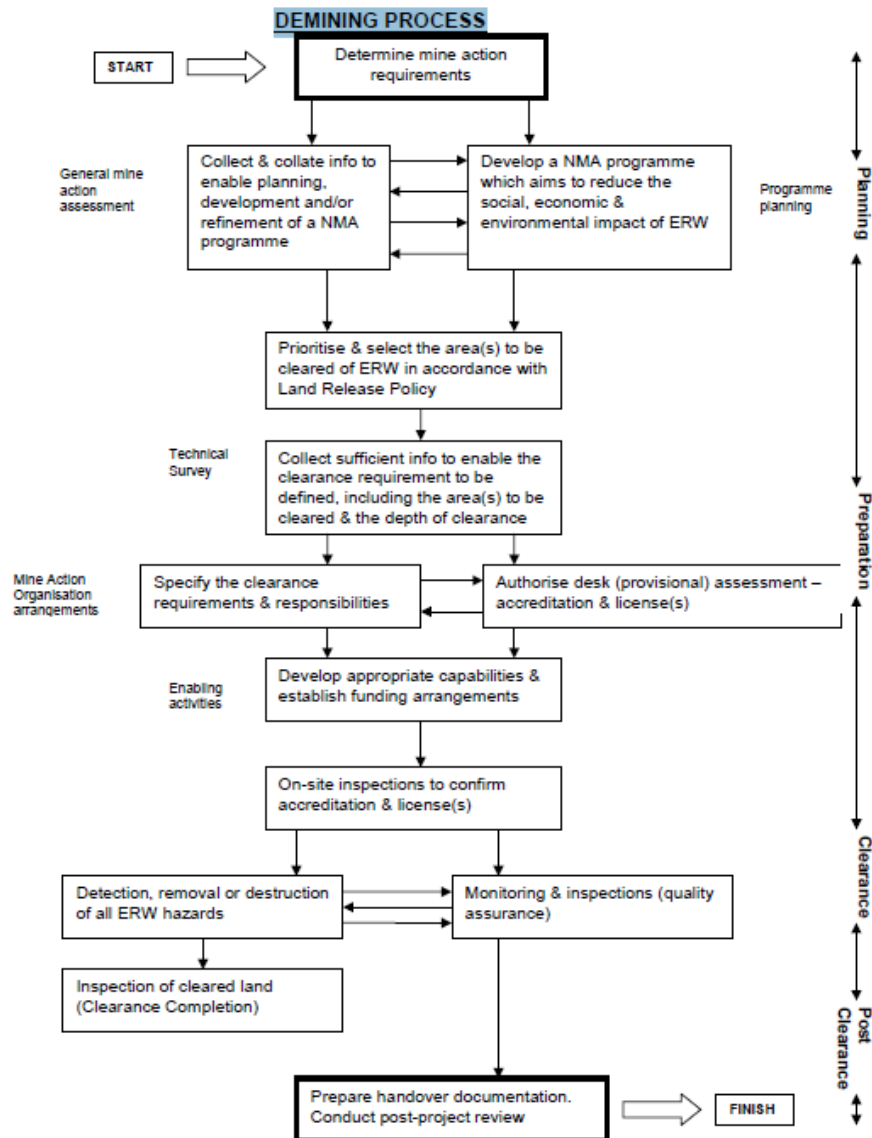 DEMINING PROCESS
START
Determine mine action
requirements
General mine
action
assessment
Collect & collate info to
enable planning,
development and/or
refinement of a NMA
programme
Develop a NMA programme
which aims to reduce the
social, economic &
environmental impact of ERW
Programme
planning
Planning
Prioritise & select the area(s) to be
cleared of ERW in accordance with
Land Release Policy
Technical
Survey
Collect sufficient info to enable the
clearance requirement to be
defined, including the area(s) to be
cleared & the depth of clearance
Preparation
Mine Action
Organisation
arrangements
Specify the clearance
requirements & responsibilities
Authorise desk (provisional) assessment –
accreditation & license(s)
Enabling
activities
Develop appropriate capabilities &
establish funding arrangements
On-site inspections to confirm
accreditation & license(s)
Clearance
Detection, removal or destruction
of all ERW hazards
Monitoring & inspections (quality
assurance)
Inspection of cleared land
(Clearance Completion)
Post
Clearance
Prepare handover documentation.
Conduct post-project review
FINISH